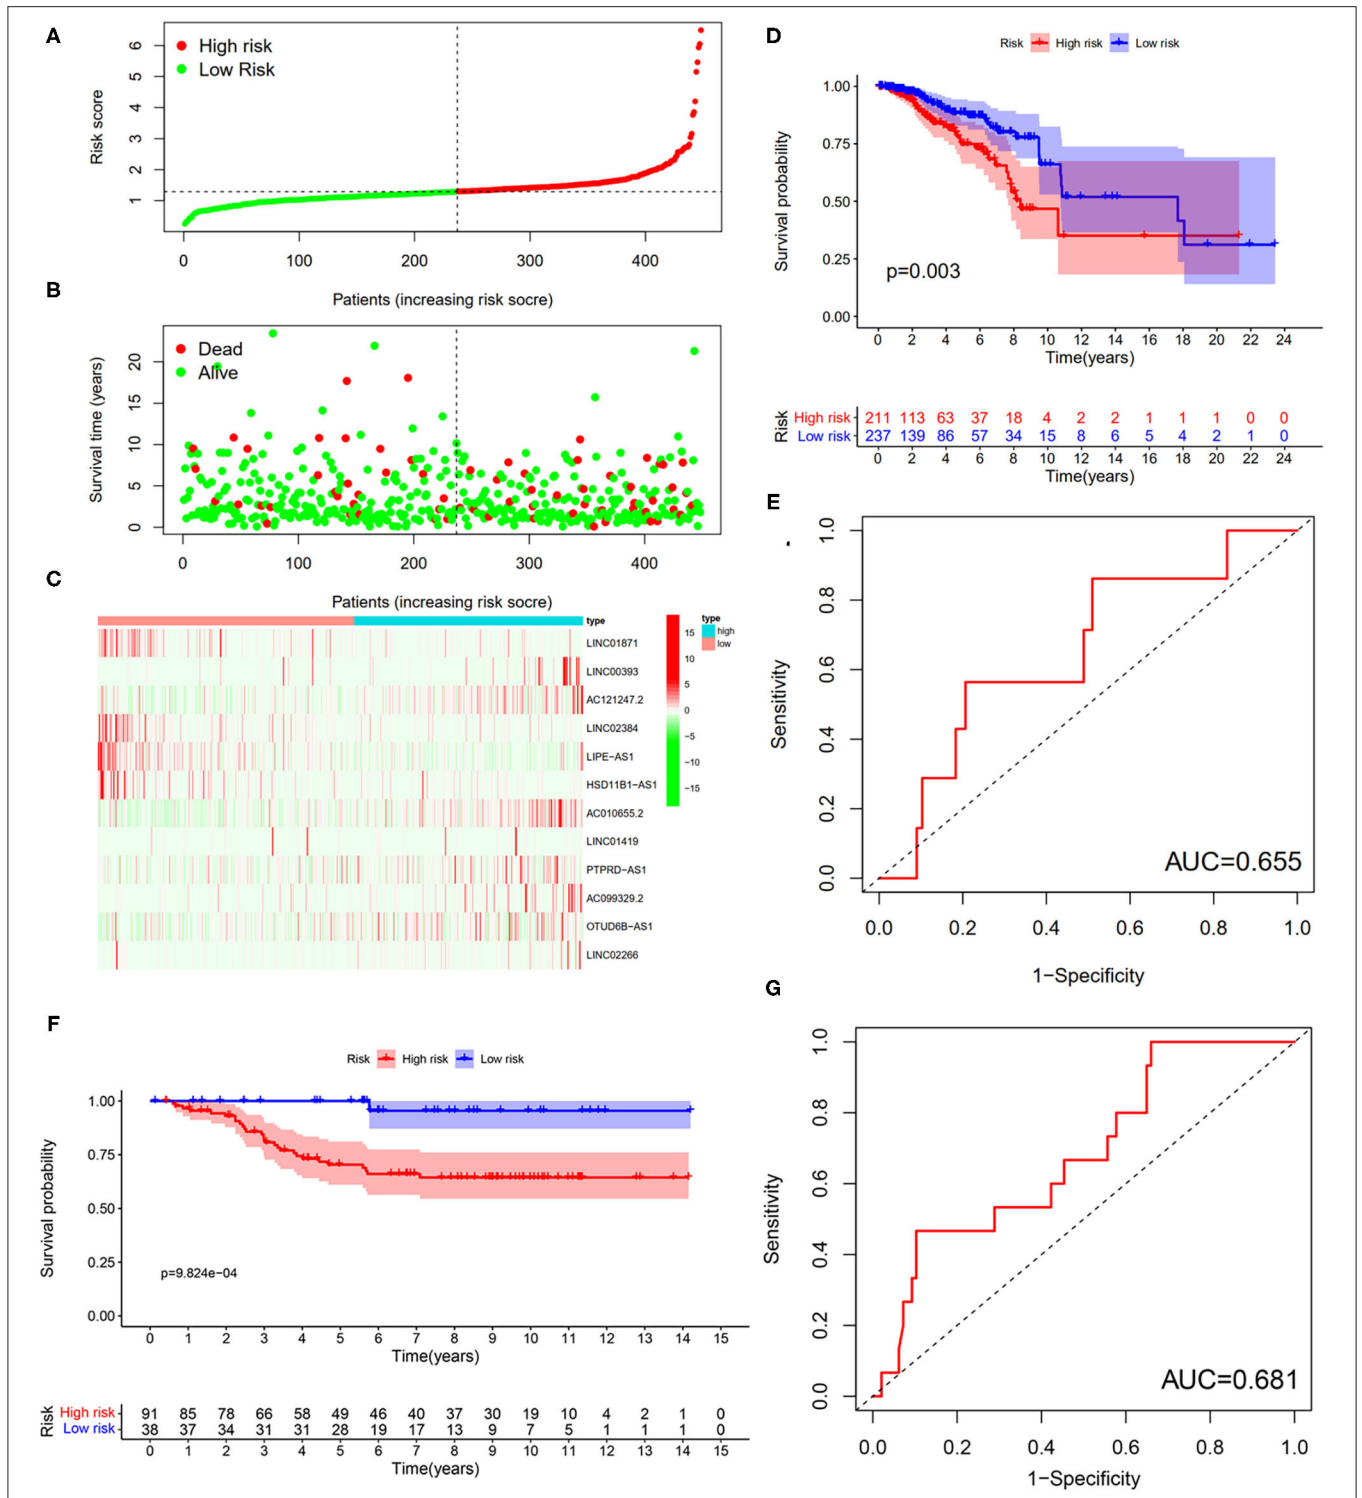 A
High risk
Low Risk
Risk score
6
5
4
3
2
1
0 100 200 300 400
Patients (increasing risk socre)
B
Dead
Alive
Survival time (years)
20
15
10
5
0
0 100 200 300 400
Patients (increasing risk socre)
C
type
LINC01871
LINC00393
AC121247.2
LINC02384
LIPE−AS1
HSD11B1−AS1
AC010655.2
LINC01419
PTPRD−AS1
AC099329.2
OTUD6B−AS1
LINC02266
15
10
5
0
−5
−10
−15
type
high
low
D
Risk High risk Low risk
Survival probability
1.00
0.75
0.50
0.25
0.00
p=0.003
0 2 4 6 8 10 12 14 16 18 20 22 24
Time(years)
Risk
High risk 211 113 63 37 18 4 2 2 1 1 1 0 0
Low risk 237 139 86 57 34 15 8 6 5 4 2 1 0
0 2 4 6 8 10 12 14 16 18 20 22 24
Time(years)
E
Sensitivity
1.0
0.8
0.6
0.4
0.2
0.0
AUC=0.655
0.0 0.2 0.4 0.6 0.8 1.0
1−Specificity
F
Risk High risk Low risk
Survival probability
1.00
0.75
0.50
0.25
0.00
p=9.824e−04
0 1 2 3 4 5 6 7 8 9 10 11 12 13 14 15
Time(years)
Risk
High risk 91 85 78 66 58 49 46 40 37 30 19 10 4 2 1 0
Low risk 38 37 34 31 31 28 19 17 13 9 7 5 1 1 1 0
0 1 2 3 4 5 6 7 8 9 10 11 12 13 14 15
Time(years)
G
Sensitivity
1.0
0.8
0.6
0.4
0.2
0.0
AUC=0.681
0.0 0.2 0.4 0.6 0.8 1.0
1−Specificity